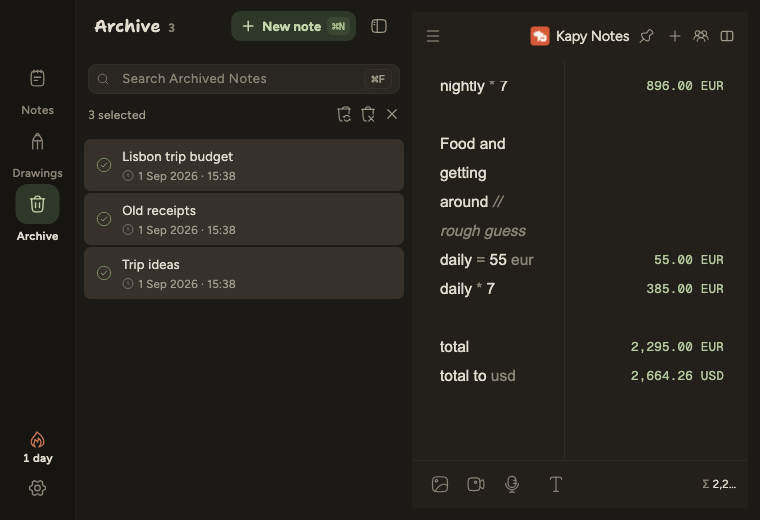 Archive 3
New note ⌘N
Search Archived Notes ⌘F
3 selected
Lisbon trip budget
1 Sep 2026 · 15:38
Old receipts
1 Sep 2026 · 15:38
Trip ideas
1 Sep 2026 · 15:38
Notes
Drawings
Archive
1 day
Kapy Notes
nightly * 7 896.00 EUR
Food and
getting
around //
rough guess
daily = 55 eur 55.00 EUR
daily * 7 385.00 EUR
total 2,295.00 EUR
total to usd 2,664.26 USD
Σ 2,2...